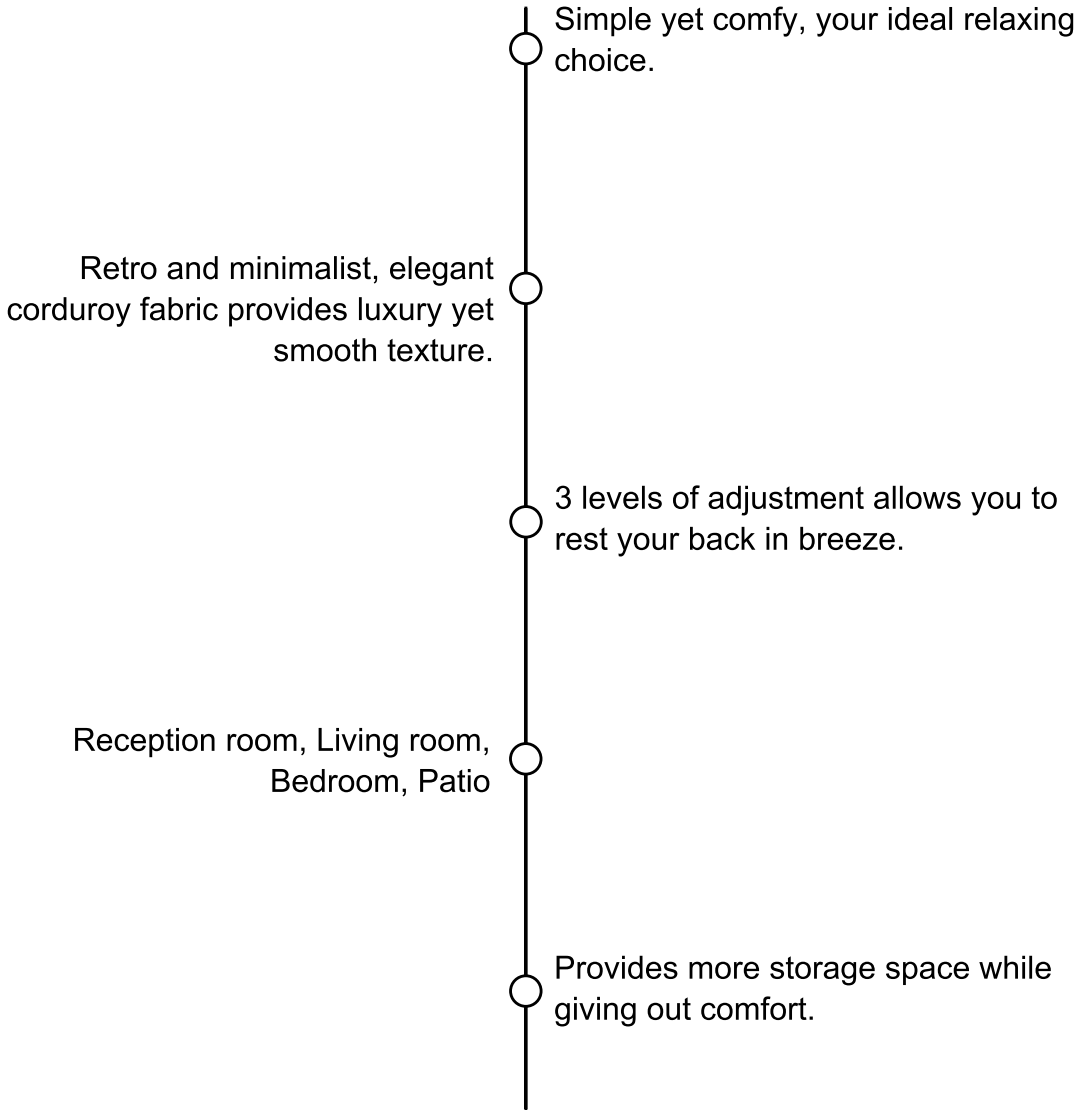 Simple yet comfy, your ideal relaxing
choice.
Retro and minimalist, elegant
corduroy fabric provides luxury yet
smooth texture.
3 levels of adjustment allows you to
rest your back in breeze.
Reception room, Living room,
Bedroom, Patio
Provides more storage space while
giving out comfort.